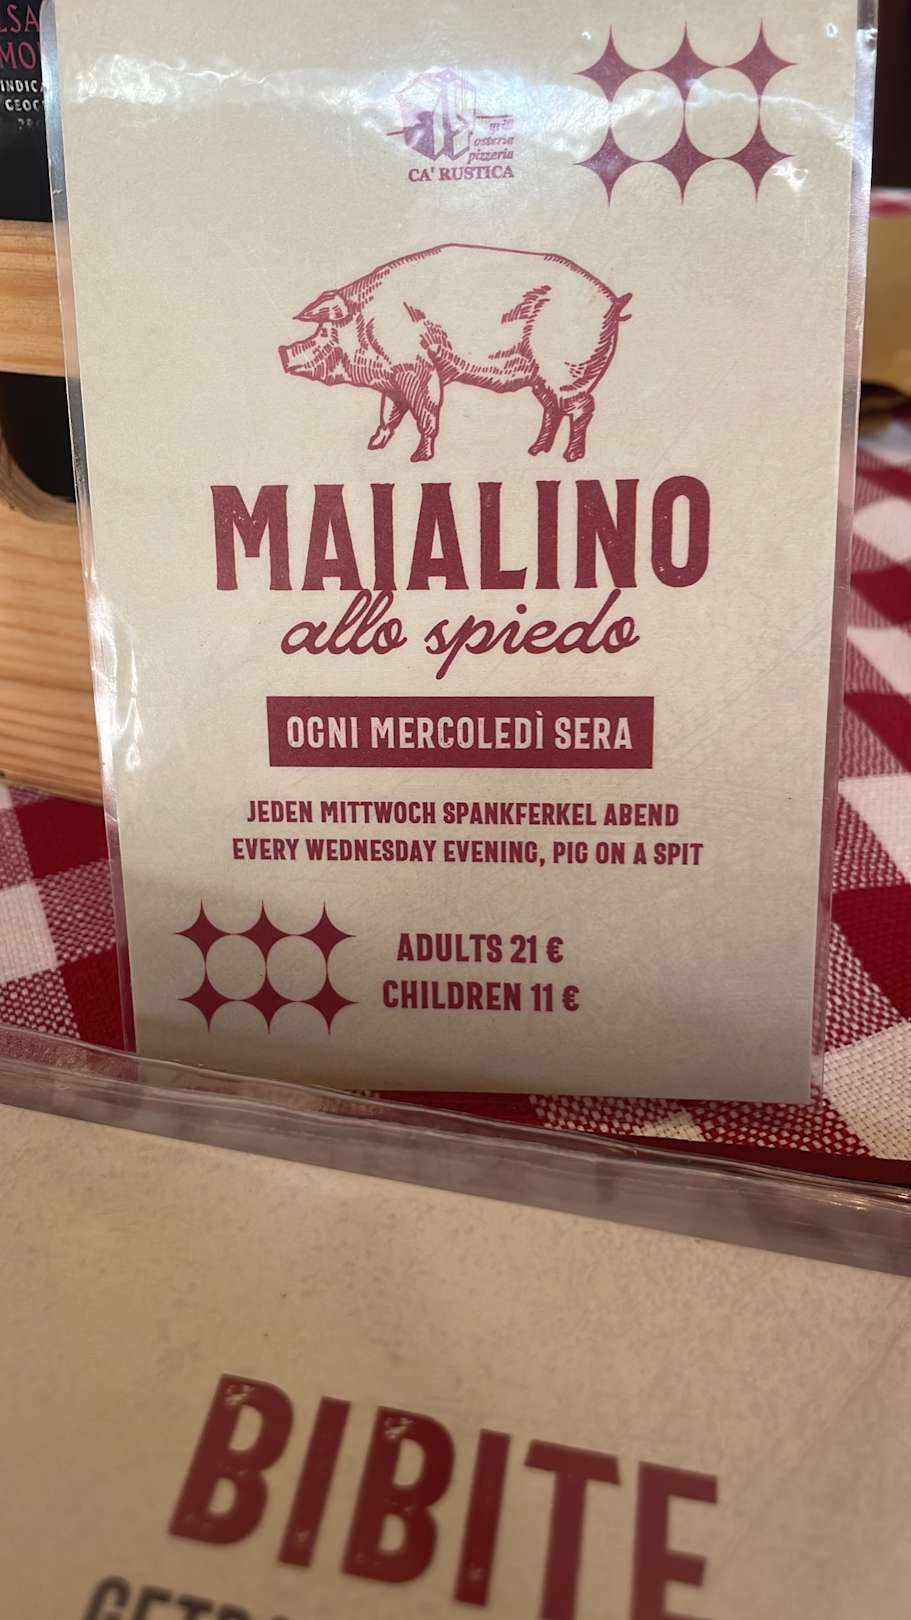 grill
osteria
pizzeria
CA' RUSTICA
MAIALINO
allo spiedo
OGNI MERCOLEDÌ SERA
JEDEN MITTWOCH SPANKFERKEL ABEND
EVERY WEDNESDAY EVENING, PIG ON A SPIT
ADULTS 21 €
CHILDREN 11 €
BIBITE